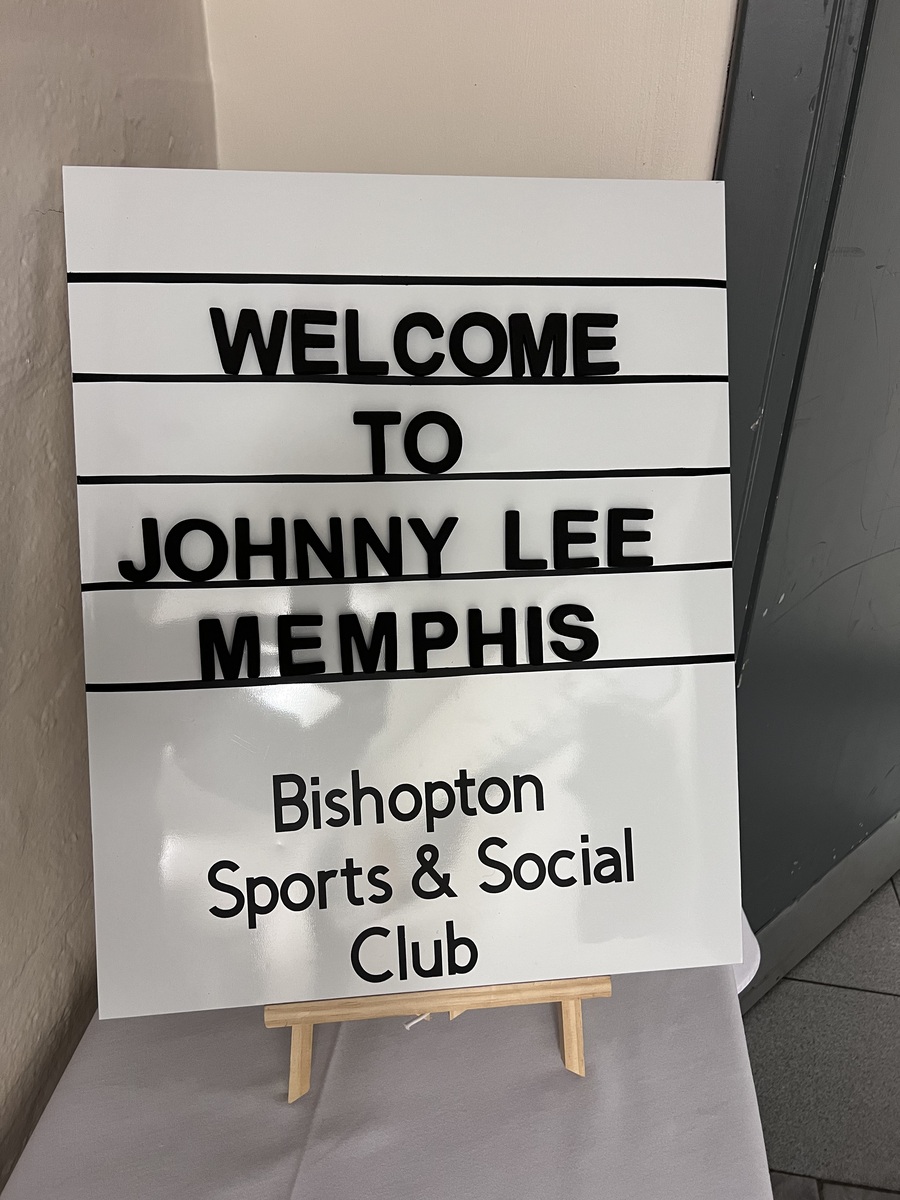 WELCOME
TO
JOHNNY LEE
MEMPHIS
Bishopton
Sports & Social
Club